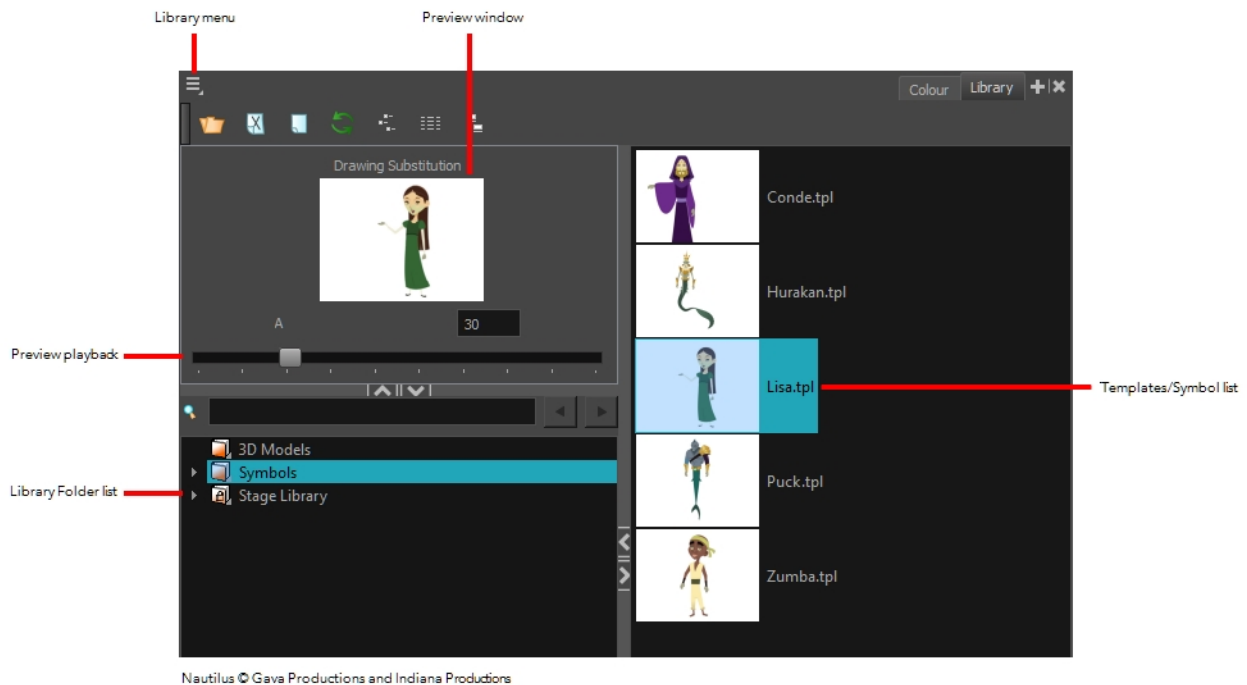 Library menu
Preview window
Colour
Library
Drawing Substitution
A
30
Preview playback
3D Models
Symbols
Stage Library
Library Folder list
Conde.tpl
Hurakan.tpl
Lisa.tpl
Puck.tpl
Zumba.tpl
Templates/Symbol list
Nautilus © Gaya Productions and Indiana Productions